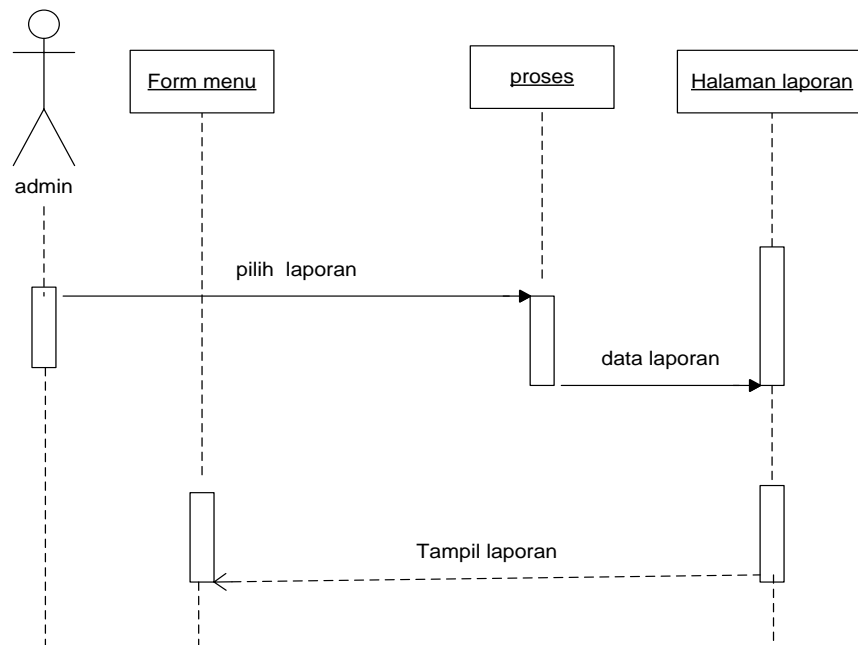 Form menu
proses
Halaman laporan
admin
pilih  laporan
data laporan
Tampil laporan